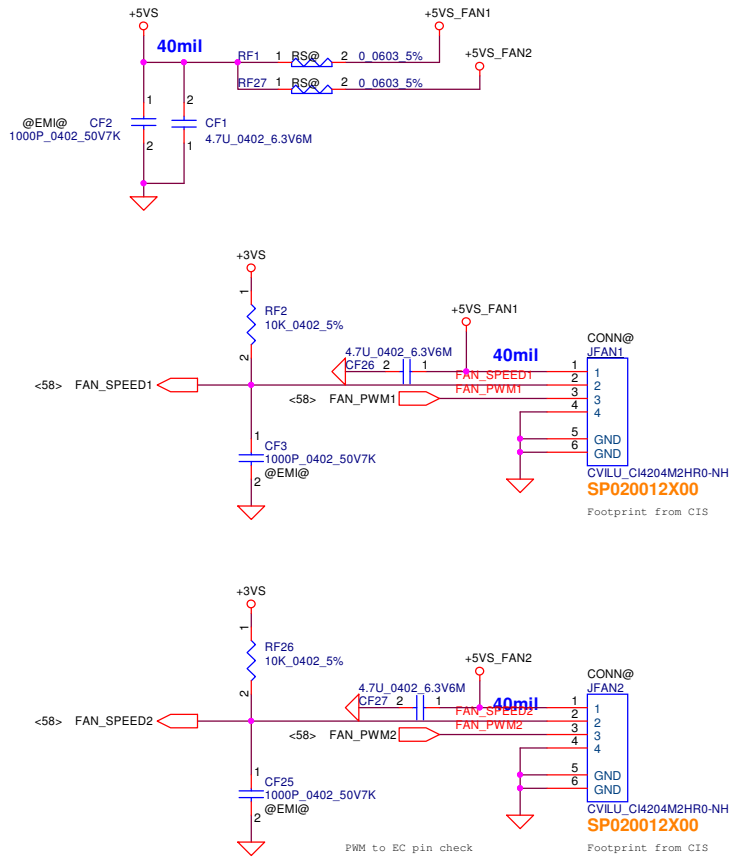 +5VS
+5VS_FAN1
40mil
+5VS_FAN2
RF1 1 RS@ 2 0_0603_5%
RF27 1 RS@ 2 0_0603_5%
1 2
@EMI@ CF2 CF1
1000P_0402_50V7K 4.7U_0402_6.3V6M
2 1
+3VS
1
RF2
10K_0402_5%
2
+5VS_FAN1
40mil
CONN@
JFAN1
4.7U_0402_6.3V6M
CF26 2 1
FAN_SPEED1
FAN_PWM1
<58> FAN_SPEED1
<58> FAN_PWM1
1 1
2 2
3 3
4 4
5 GND
6 GND
1
CF3
1000P_0402_50V7K
2 @EMI@
CVILU_CI4204M2HR0-NH
SP020012X00
Footprint from CIS
+3VS
1
RF26
10K_0402_5%
2
+5VS_FAN2
40mil
CONN@
JFAN2
4.7U_0402_6.3V6M
CF27 2 1
FAN_SPEED2
FAN_PWM2
<58> FAN_SPEED2
<58> FAN_PWM2
1 1
2 2
3 3
4 4
5 GND
6 GND
1
CF25
1000P_0402_50V7K
2 @EMI@
CVILU_CI4204M2HR0-NH
SP020012X00
PWM to EC pin check
Footprint from CIS